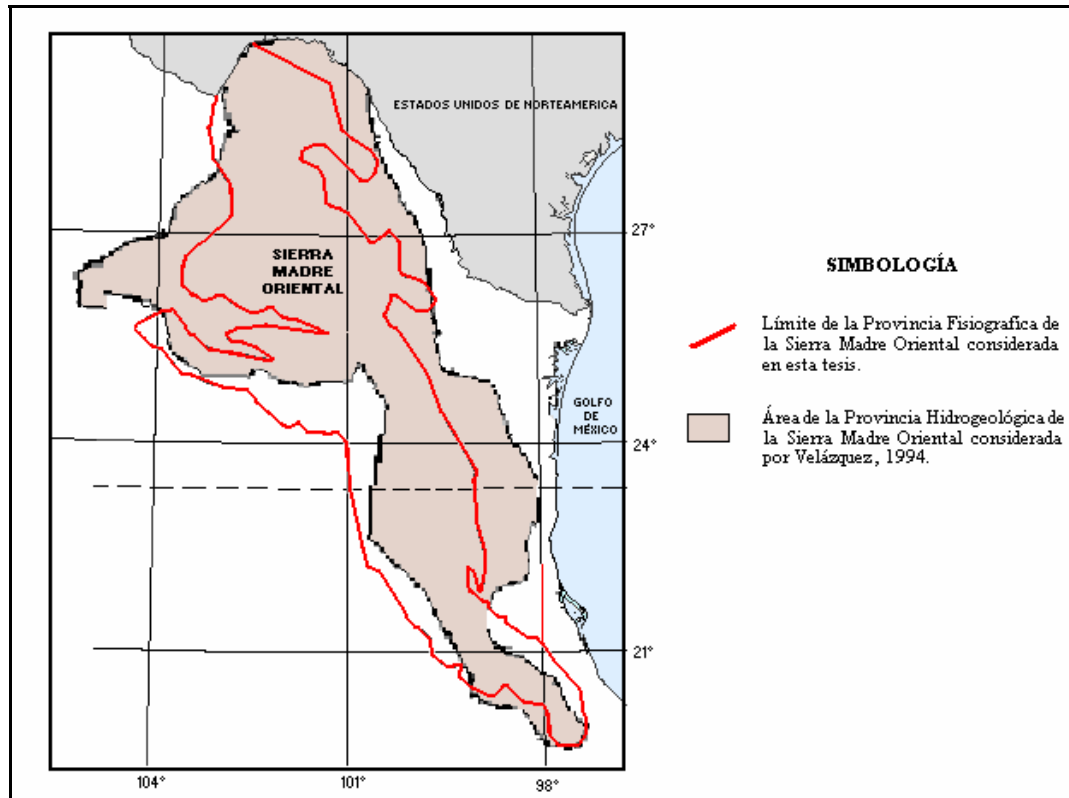 ESTADOS UNIDOS DE NORTEAMERICA
27°
SIERRA
MADRE
ORIENTAL
SIMBOLOGÍA
Límite de la Provincia Fisiografica de
la Sierra Madre Oriental considerada
en esta tesis.
GOLFO
DE
MÉXICO
Área de la Provincia Hidrogeológica de
la Sierra Madre Oriental considerada
por Velázquez, 1994.
24°
21°
104°
101°
98°